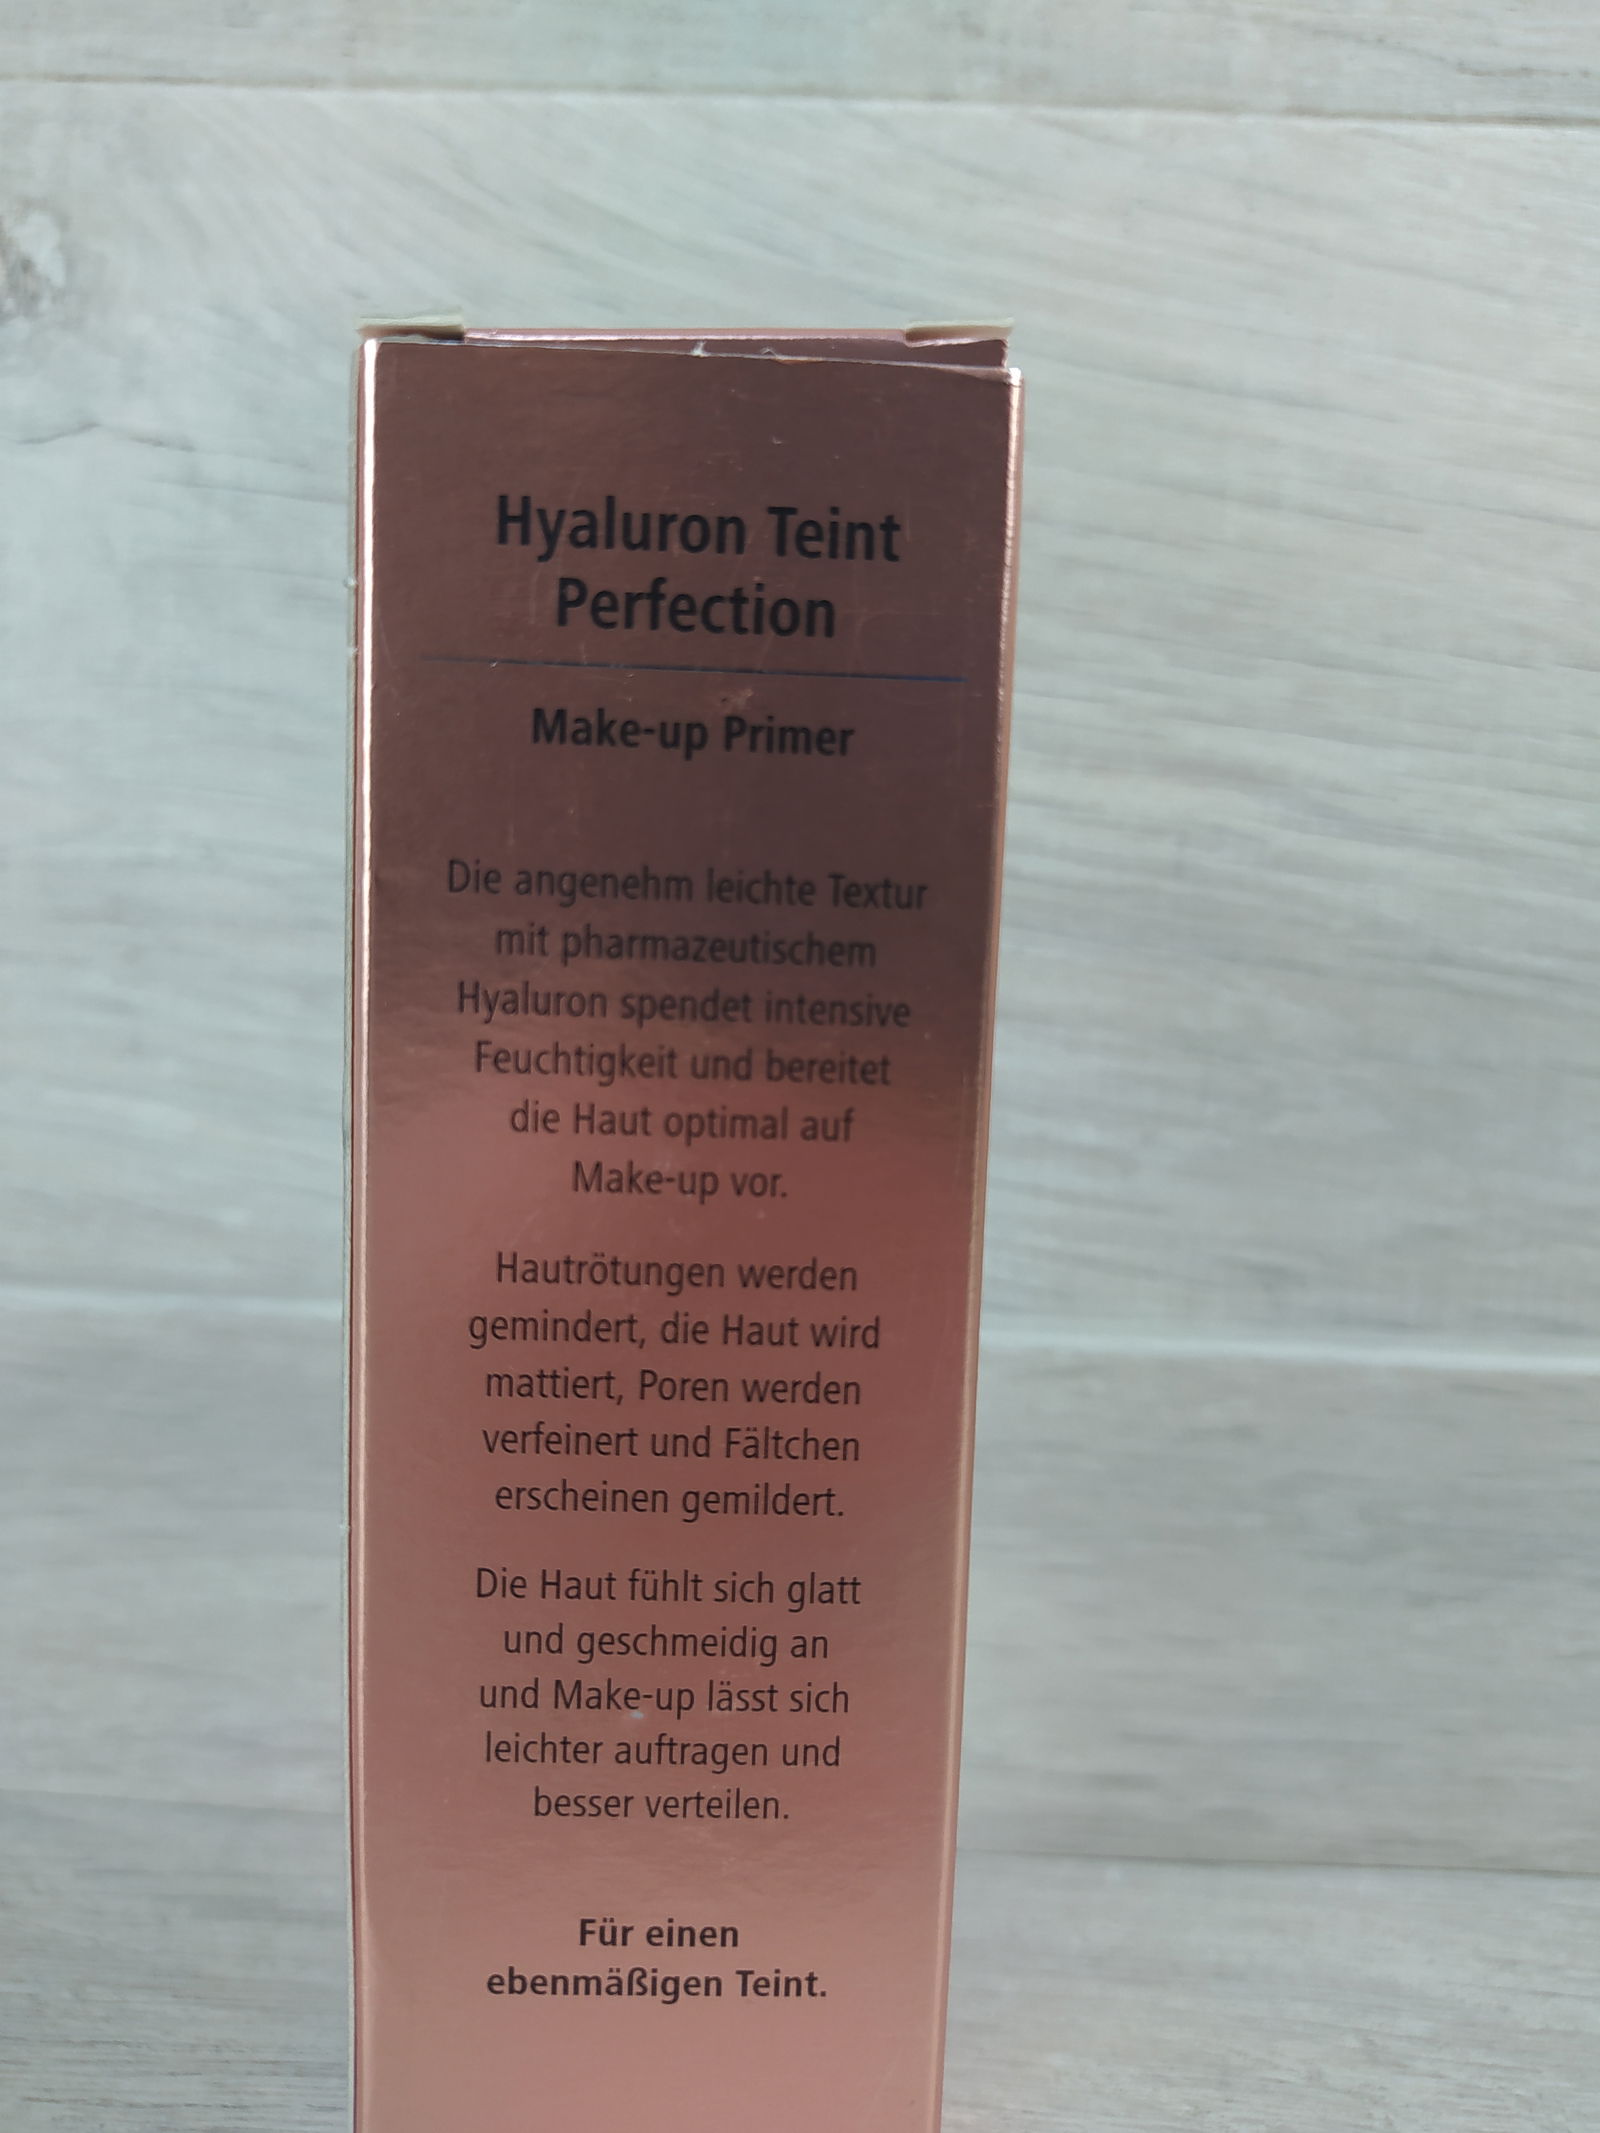 Hyaluron Teint
Perfection
Make-up Primer
Die angenehm leichte Textur
mit pharmazeutischem
Hyaluron spendet intensive
Feuchtigkeit und bereitet
die Haut optimal auf
Make-up vor.
Hautrötungen werden
gemindert, die Haut wird
mattiert, Poren werden
verfeinert und Fältchen
erscheinen gemildert.
Die Haut fühlt sich glatt
und geschmeidig an
und Make-up lässt sich
leichter auftragen und
besser verteilen.
Für einen
ebenmäßigen Teint.